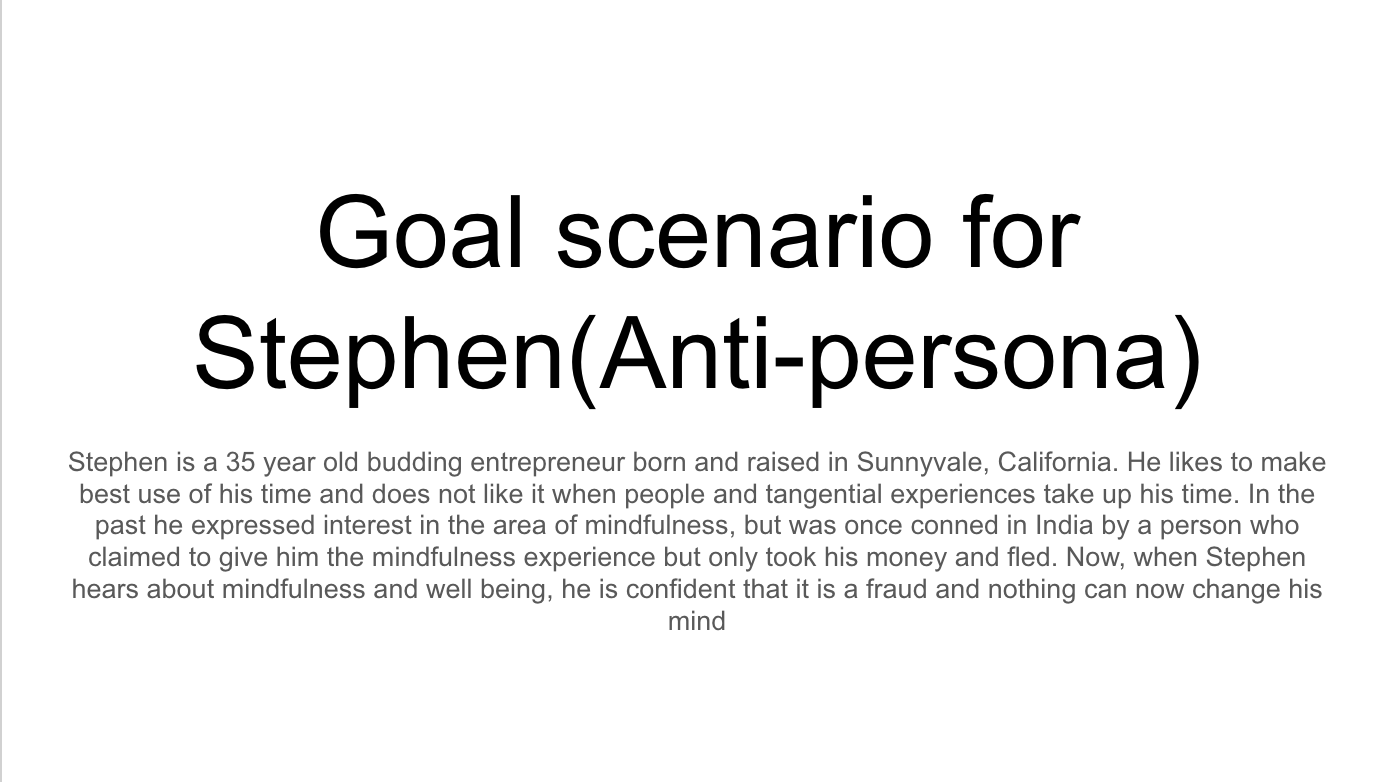 Goal scenario for
Stephen(Anti-persona)
Stephen is a 35 year old budding entrepreneur born and raised in Sunnyvale, California. He likes to make
best use of his time and does not like it when people and tangential experiences take up his time. In the
past he expressed interest in the area of mindfulness, but was once conned in India by a person who
claimed to give him the mindfulness experience but only took his money and fled. Now, when Stephen
hears about mindfulness and well being, he is confident that it is a fraud and nothing can now change his
mind